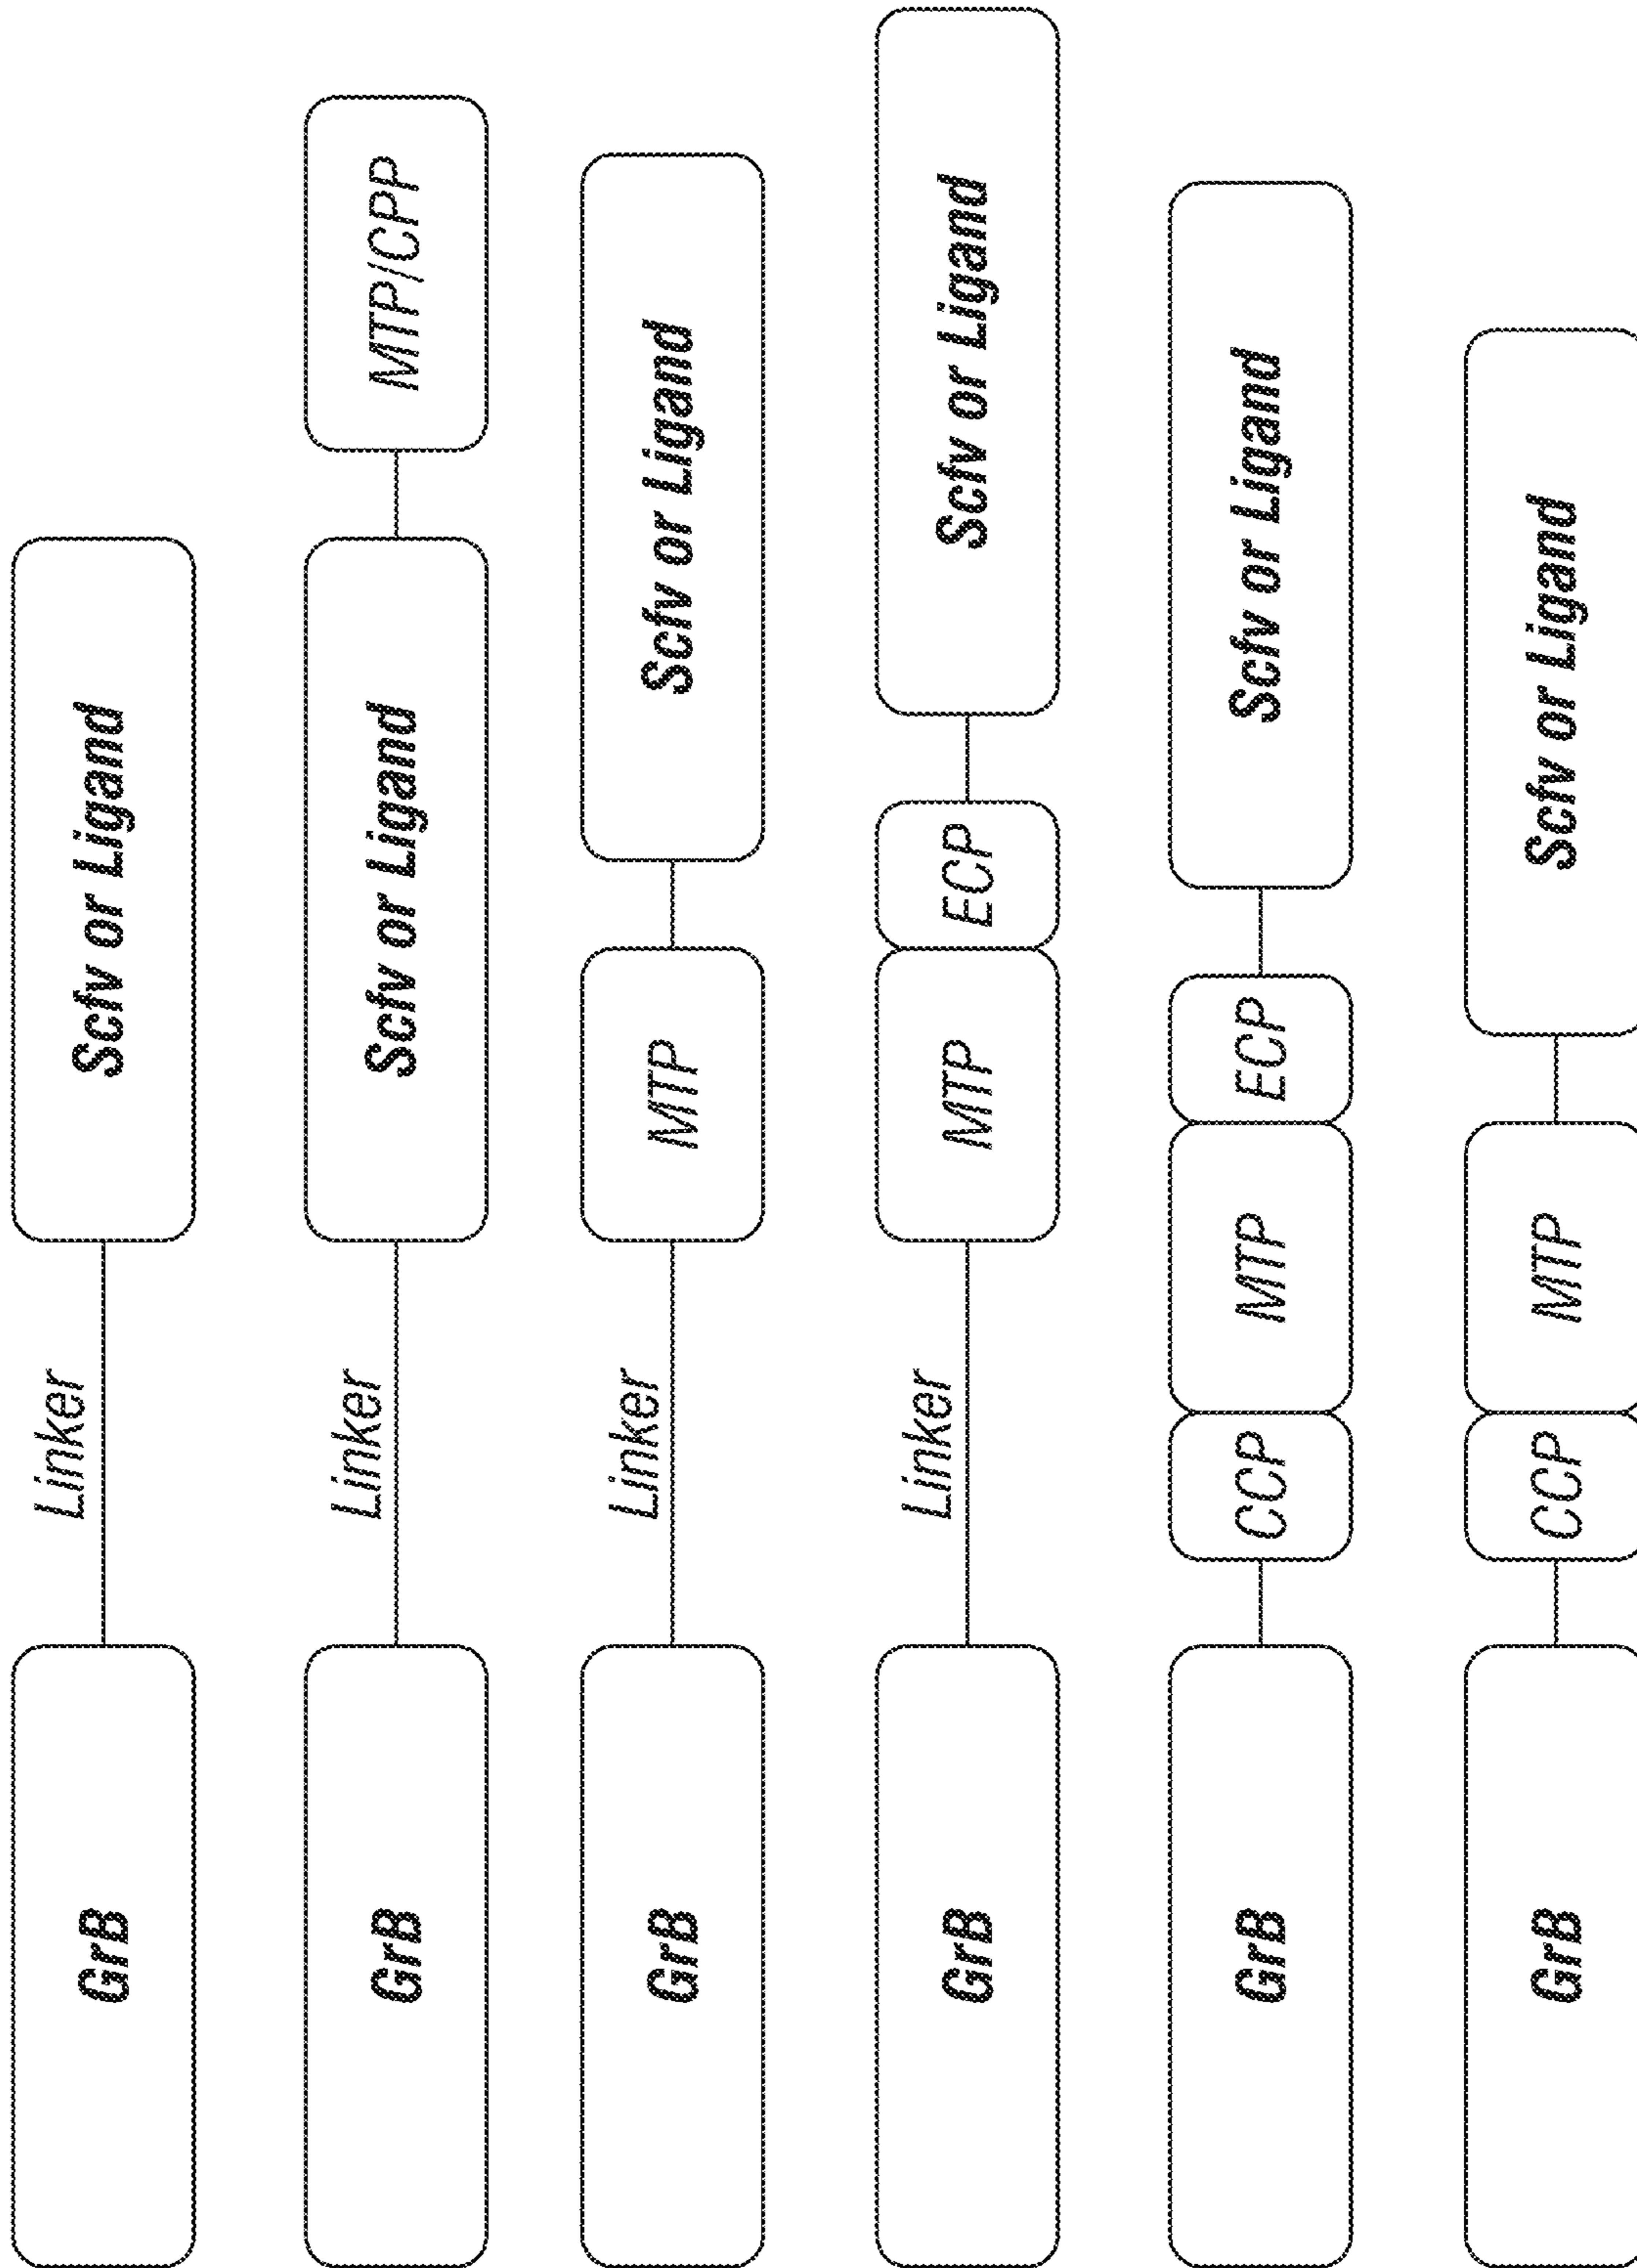 GrB Linker Scfv or Ligand
GrB Linker Scfv or Ligand MTP/CPP
GrB Linker MTP Scfv or Ligand
GrB Linker MTP ECP Scfv or Ligand
GrB CCP MTP ECP Scfv or Ligand
GrB CCP MTP Scfv or Ligand